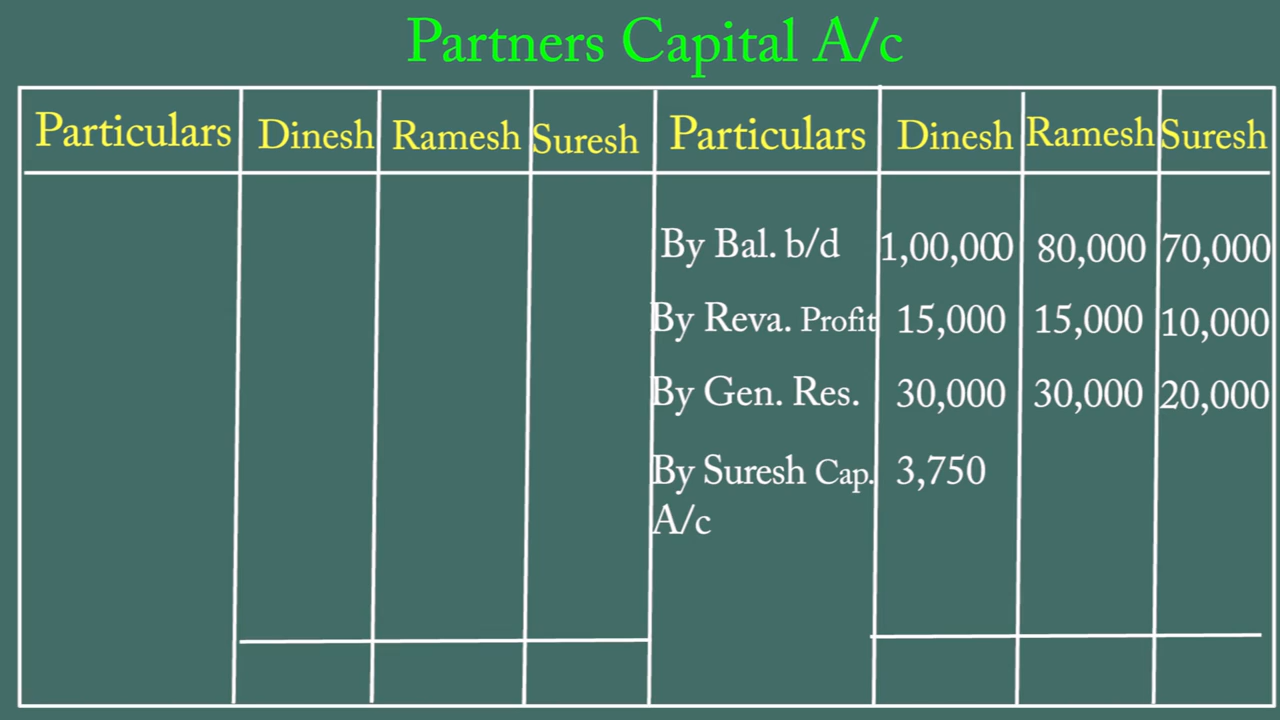 Partners Capital A/c
Particulars Dinesh Ramesh Suresh Particulars Dinesh Ramesh Suresh
By Bal. b/d 1,00,000 80,000 70,000
By Reva. Profit 15,000 15,000 10,000
By Gen. Res. 30,000 30,000 20,000
By Suresh Cap. 3,750
A/c